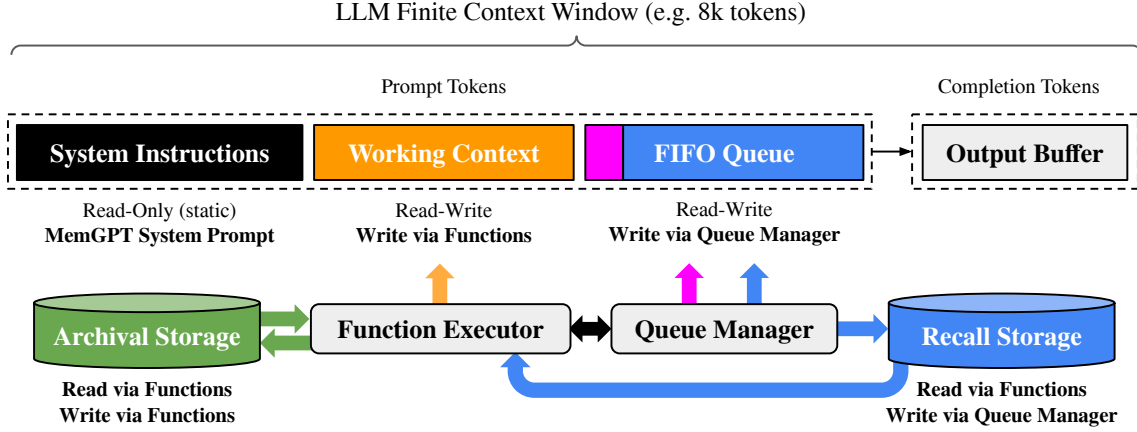 LLM Finite Context Window (e.g. 8k tokens)
Prompt Tokens
Completion Tokens
System Instructions
Working Context
FIFO Queue
Output Buffer
Read-Only (static)
MemGPT System Prompt
Read-Write
Write via Functions
Read-Write
Write via Queue Manager
Archival Storage
Function Executor
Queue Manager
Recall Storage
Read via Functions
Write via Functions
Read via Functions
Write via Queue Manager